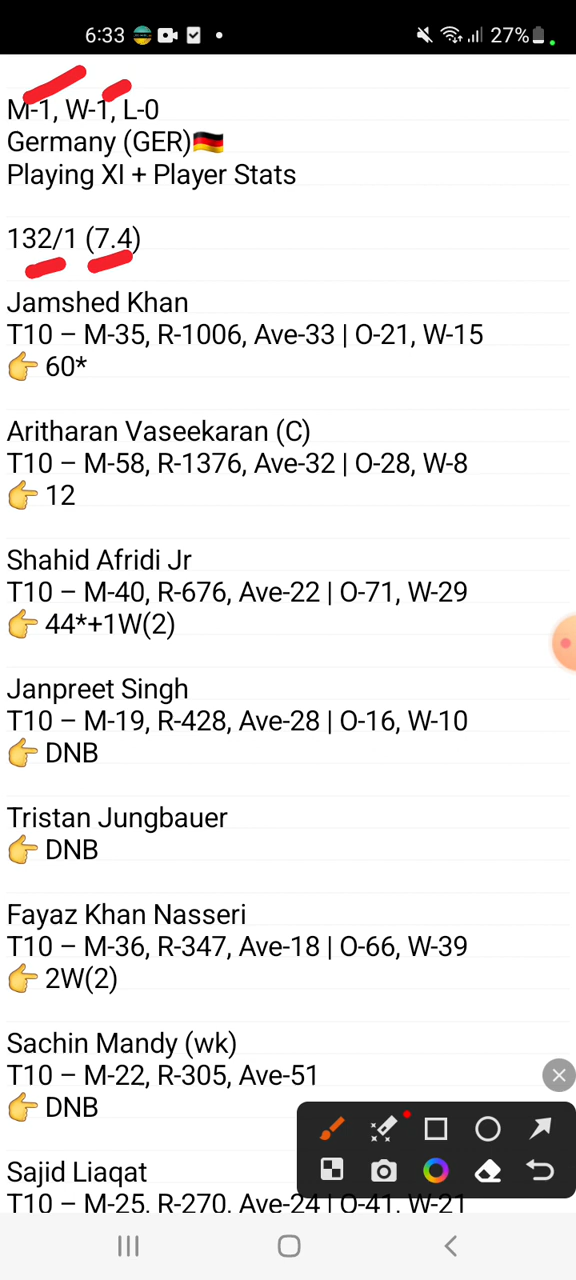 6:33
27%
M-1, W-1, L-0
Germany (GER)🇩🇪
Playing XI + Player Stats
132/1 (7.4)
Jamshed Khan
T10 – M-35, R-1006, Ave-33 | O-21, W-15
👉 60*
Aritharan Vaseekaran (C)
T10 – M-58, R-1376, Ave-32 | O-28, W-8
👉 12
Shahid Afridi Jr
T10 – M-40, R-676, Ave-22 | O-71, W-29
👉 44*+1W(2)
Janpreet Singh
T10 – M-19, R-428, Ave-28 | O-16, W-10
👉 DNB
Tristan Jungbauer
👉 DNB
Fayaz Khan Nasseri
T10 – M-36, R-347, Ave-18 | O-66, W-39
👉 2W(2)
Sachin Mandy (wk)
T10 – M-22, R-305, Ave-51
👉 DNB
Sajid Liaqat
T10 – M-25, R-270, Ave-24 | O-41, W-21